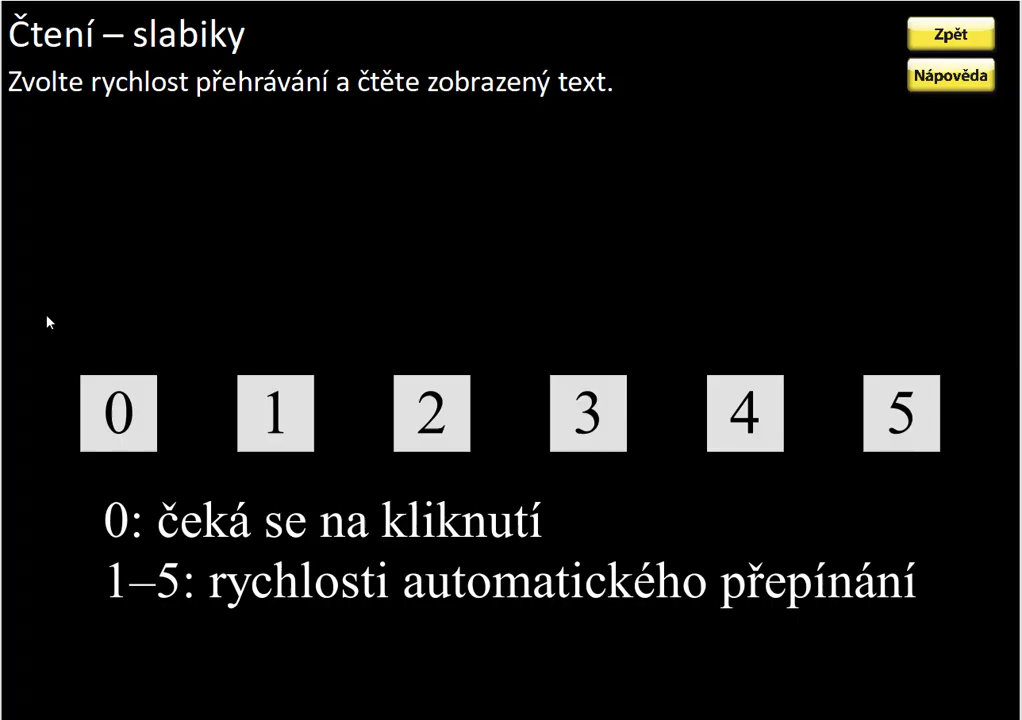 Čtení – slabiky
Zpět
Zvolte rychlost přehrávání a čtěte zobrazený text.
Nápověda
0 1 2 3 4 5
0: čeká se na kliknutí
1–5: rychlosti automatického přepínání